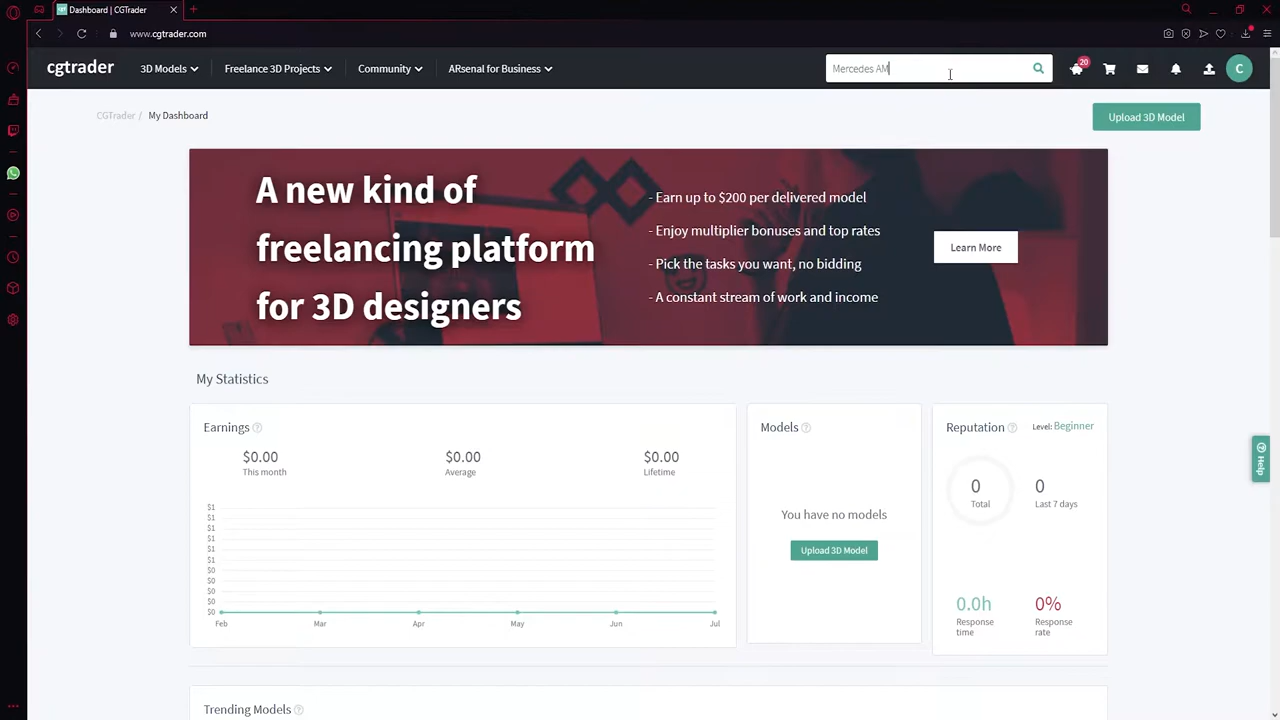 Dashboard | CGTrader
www.cgtrader.com
cgtrader
3D Models
Freelance 3D Projects
Community
ARsenal for Business
Mercedes AM
20
C
CGTrader / My Dashboard
Upload 3D Model
A new kind of
freelancing platform
for 3D designers
- Earn up to $200 per delivered model
- Enjoy multiplier bonuses and top rates
- Pick the tasks you want, no bidding
- A constant stream of work and income
Learn More
My Statistics
Earnings
$0.00
This month
$0.00
Average
$0.00
Lifetime
$1
$1
$1
$1
$1
$1
$0
$0
$0
$0
$0
Feb Mar Apr May Jun Jul
Models
You have no models
Upload 3D Model
Reputation
Level: Beginner
0
Total
0
Last 7 days
0.0h
Response
time
0%
Response
rate
Help
Trending Models